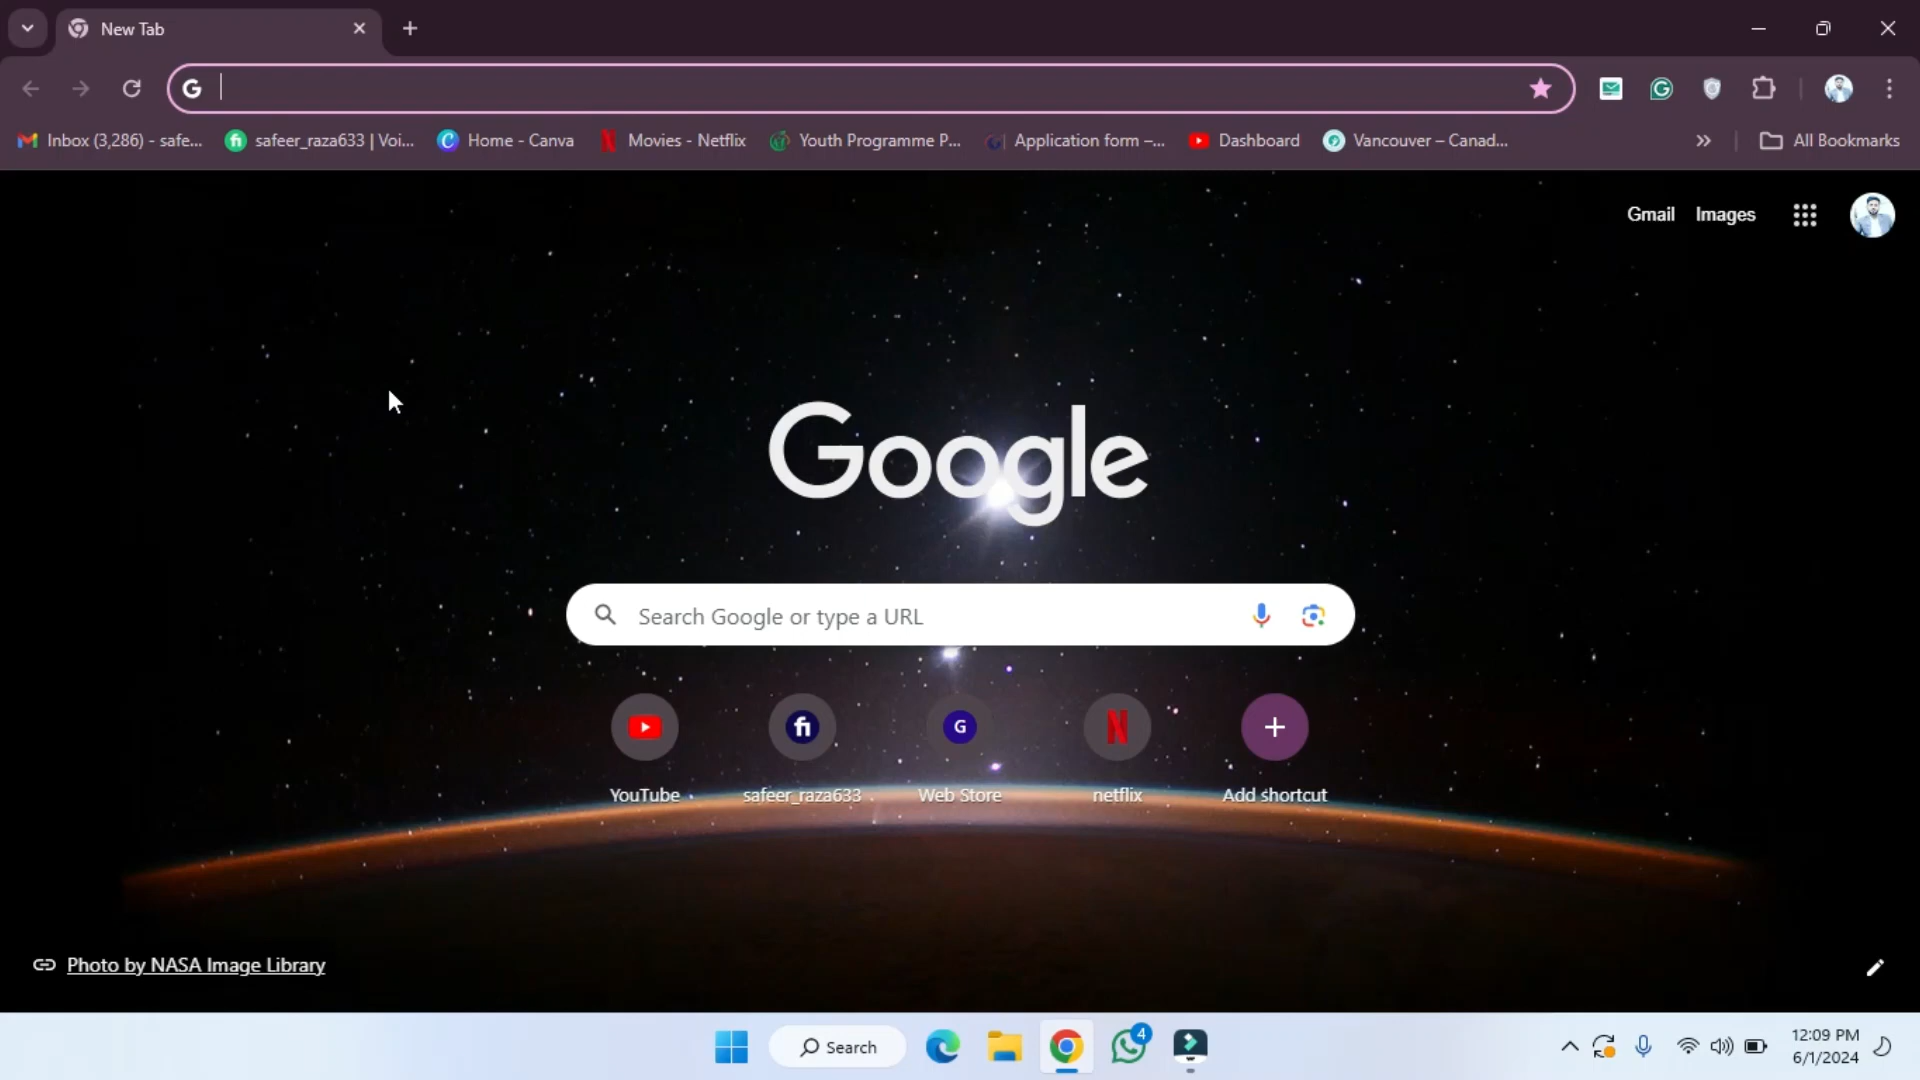 New Tab
Inbox (3,286) - safe...
safeer_raza633 | Voi...
Home - Canva
Movies - Netflix
Youth Programme P...
Application form –...
Dashboard
Vancouver – Canad...
All Bookmarks
Gmail
Images
Google
Search Google or type a URL
YouTube
safeer_raza633
G
Web Store
netflix
Add shortcut
Photo by NASA Image Library
Search
4
12:09 PM
6/1/2024